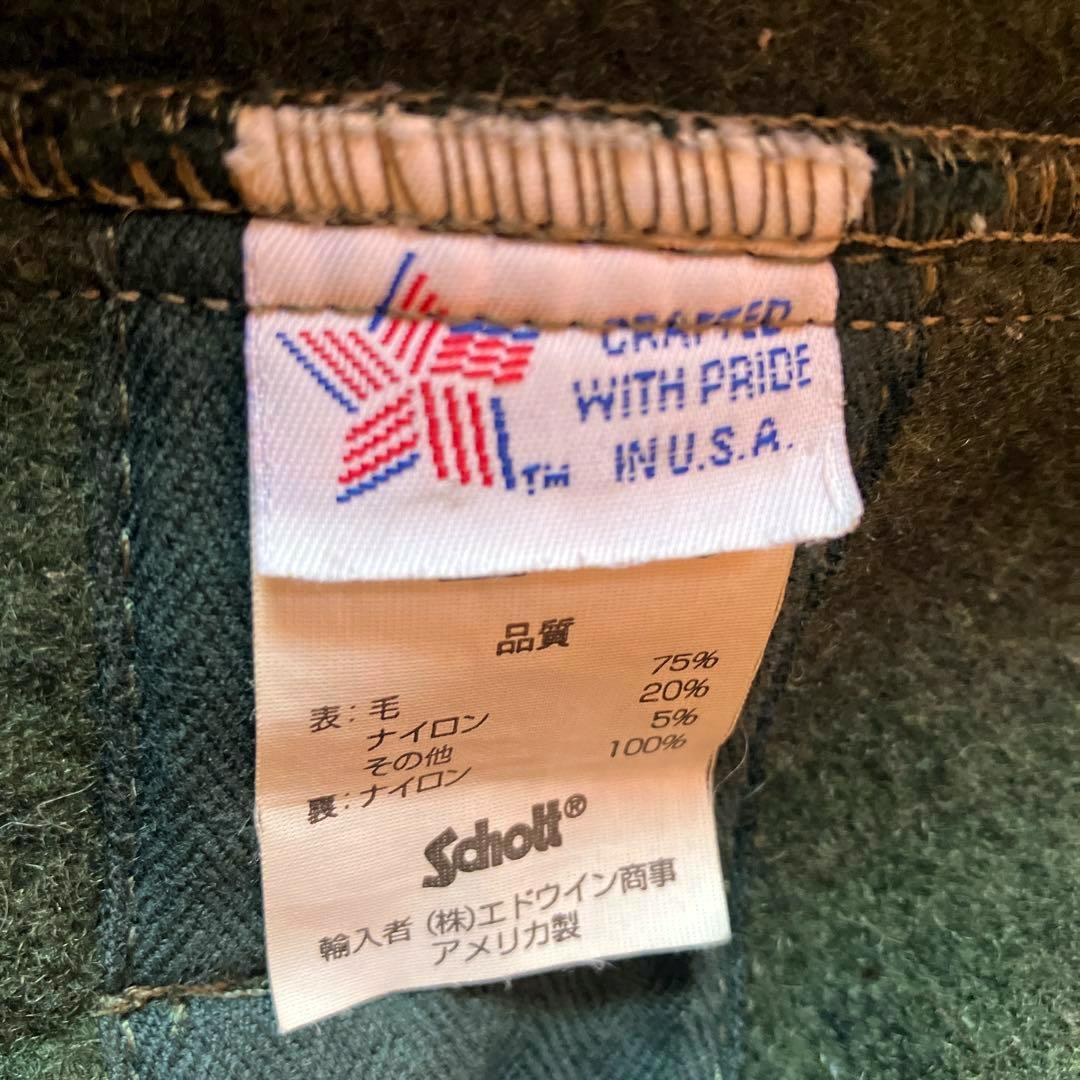 CRAFTED
WITH PRIDE
IN U.S.A.
TM
品質
表：毛 75%
ナイロン 20%
その他 5%
裏：ナイロン 100%
Schott®
輸入者 (株)エドウイン商事
アメリカ製